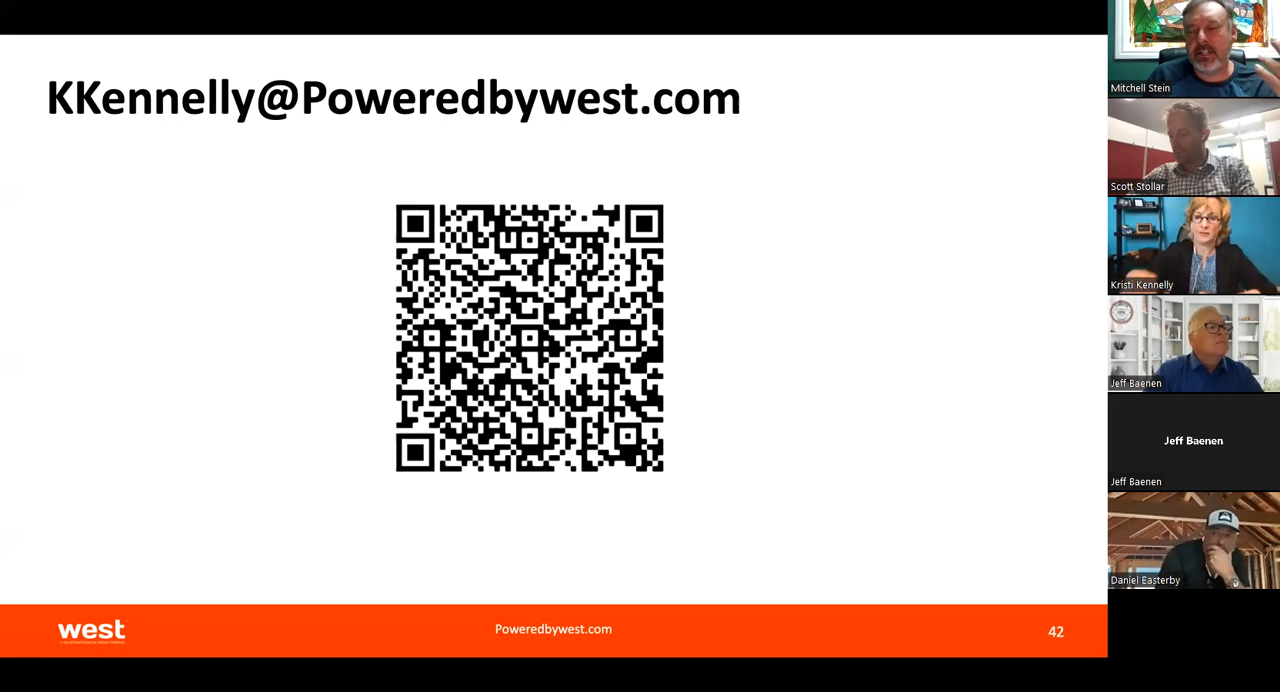 KKennelly@Poweredbywest.com
west
Poweredbywest.com
42
Mitchell Stein
Scott Stollar
Kristi Kennelly
Jeff Baenen
Jeff Baenen
Jeff Baenen
Daniel Easterby